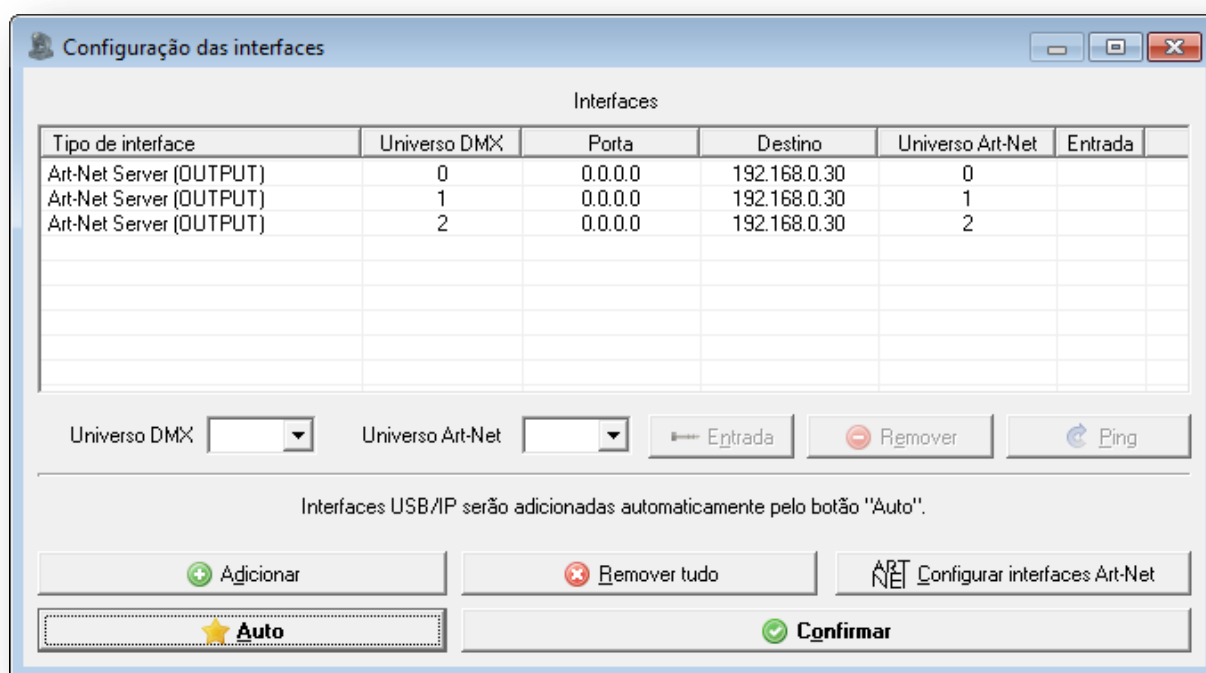 Configuração das interfaces
Interfaces
Tipo de interface Universo DMX Porta Destino Universo Art-Net Entrada
Art-Net Server (OUTPUT) 0 0.0.0.0 192.168.0.30 0
Art-Net Server (OUTPUT) 1 0.0.0.0 192.168.0.30 1
Art-Net Server (OUTPUT) 2 0.0.0.0 192.168.0.30 2
Universo DMX Universo Art-Net Entrada Remover Ping
Interfaces USB/IP serão adicionadas automaticamente pelo botão "Auto".
Adicionar Remover tudo ART NET Configurar interfaces Art-Net
Auto Confirmar